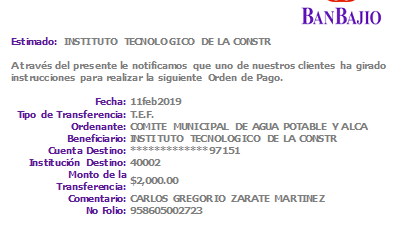 BANBAJIO
Estimado: INSTITUTO TECNOLOGICO DE LA CONSTR
Através del presente le notificamos que uno de nuestros clientes ha girado
instrucciones para realizar la siguiente Orden de Pago.
Fecha: 11feb2019
Tipo de Transferencia: T.E.F.
Ordenante: COMITE MUNICIPAL DE AGUA POTABLE Y ALCA
Beneficiario: INSTITUTO TECNOLOGICO DE LA CONSTR
Cuenta Destino: *************97151
Institución Destino: 40002
Monto de la
Transferencia: $2,000.00
Comentario: CARLOS GREGORIO ZARATE MARTINEZ
No Folio: 958605002723